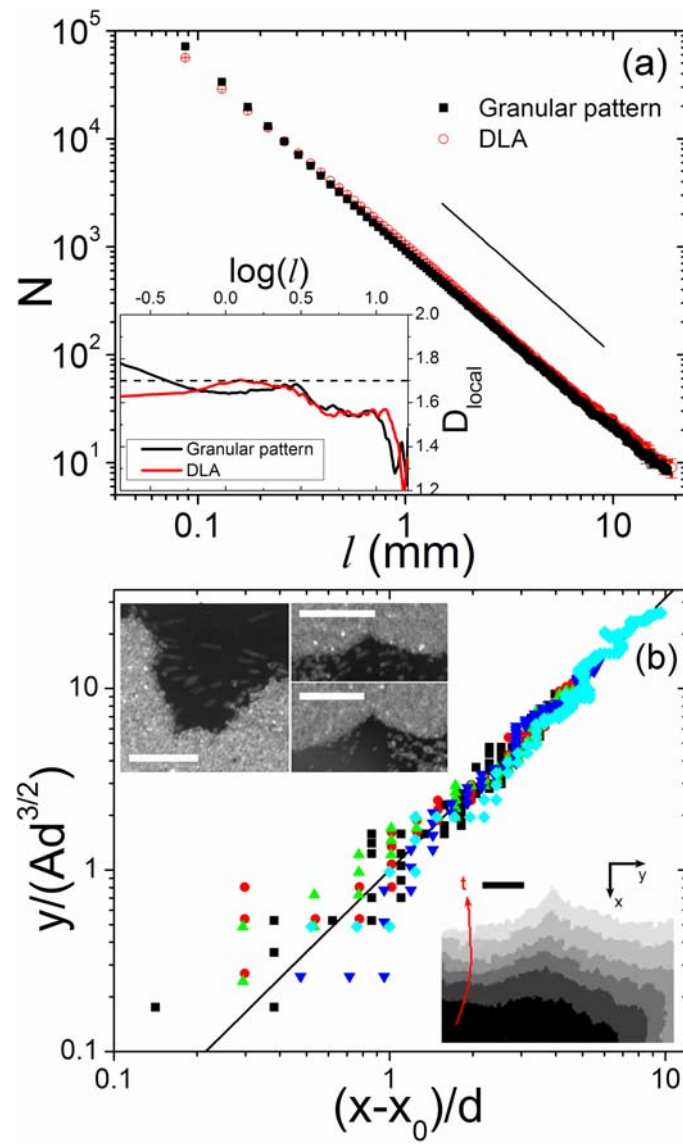 10^5
(a)
Granular pattern
DLA
10^4
10^3
N
log(l)
-0.5 0.0 0.5 1.0
2.0
1.8
1.6
1.4
1.2
D_local
Granular pattern
DLA
10^2
10^1
0.1 1 10
l (mm)
(b)
10
1
0.1
y/(Ad^3/2)
t
y
x
0.1 1 10
(x-x_0)/d